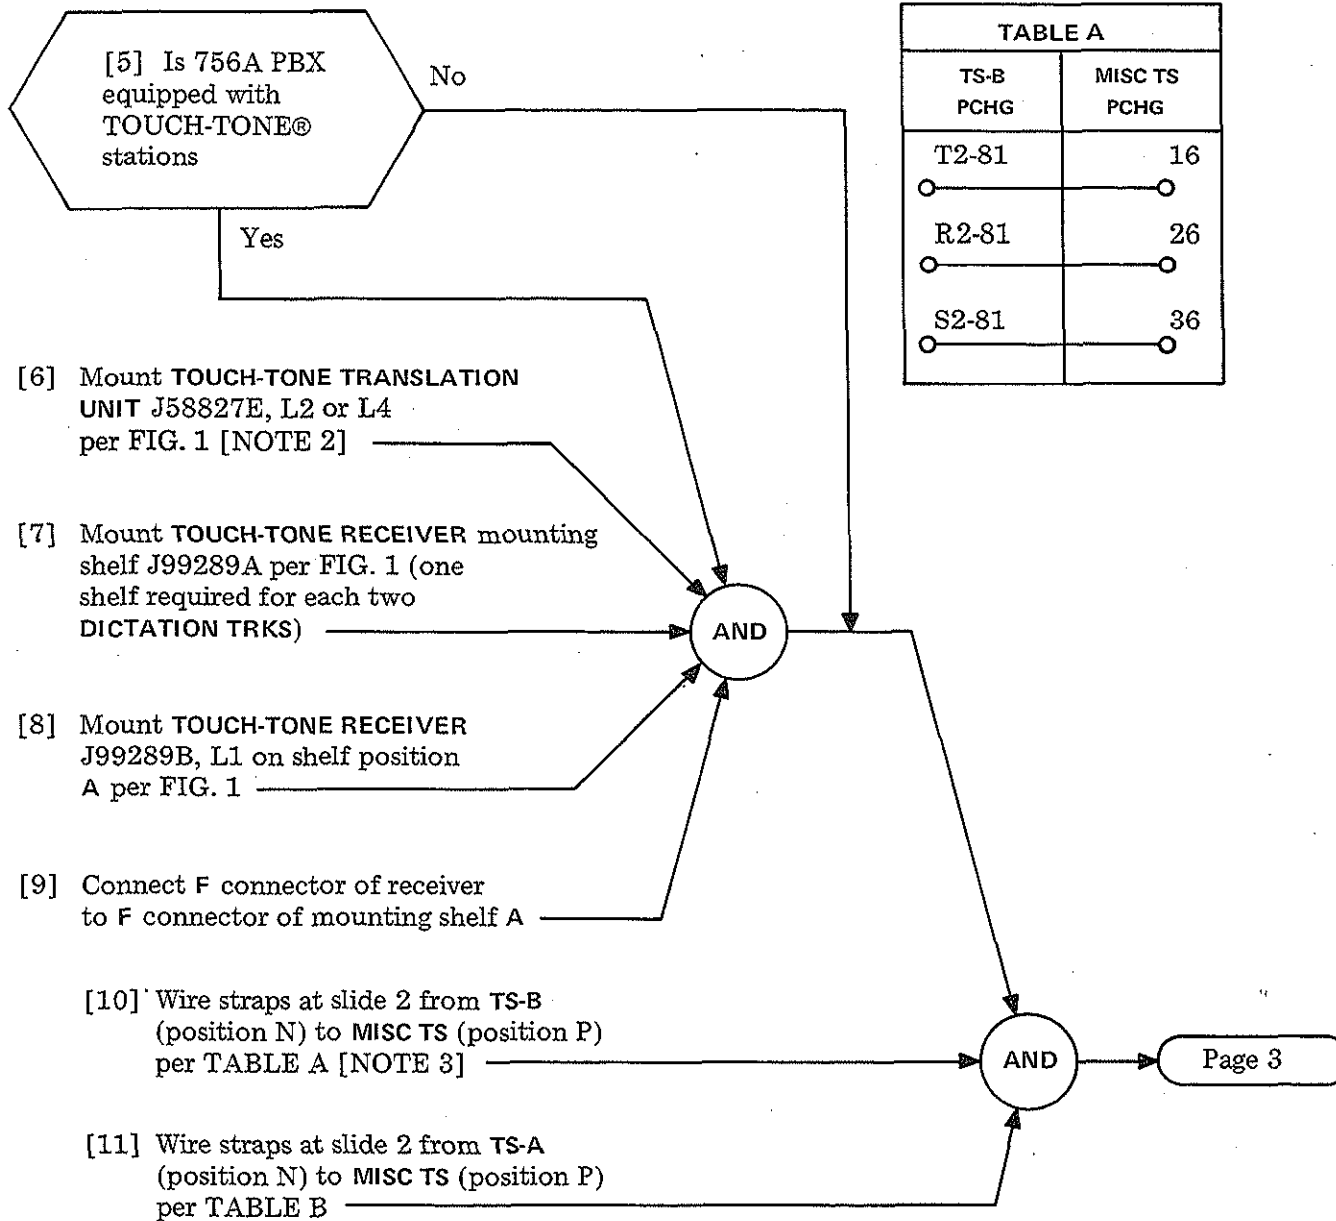 [5] Is 756A PBX
equipped with
TOUCH-TONE®
stations
No
Yes
TABLE A
TS-B PCHG
MISC TS PCHG
T2-81 16
R2-81 26
S2-81 36
[6] Mount TOUCH-TONE TRANSLATION
UNIT J58827E, L2 or L4
per FIG. 1 [NOTE 2]
[7] Mount TOUCH-TONE RECEIVER mounting
shelf J99289A per FIG. 1 (one
shelf required for each two
DICTATION TRKS)
AND
[8] Mount TOUCH-TONE RECEIVER
J99289B, L1 on shelf position
A per FIG. 1
[9] Connect F connector of receiver
to F connector of mounting shelf A
[10] Wire straps at slide 2 from TS-B
(position N) to MISC TS (position P)
per TABLE A [NOTE 3]
AND
Page 3
[11] Wire straps at slide 2 from TS-A
(position N) to MISC TS (position P)
per TABLE B